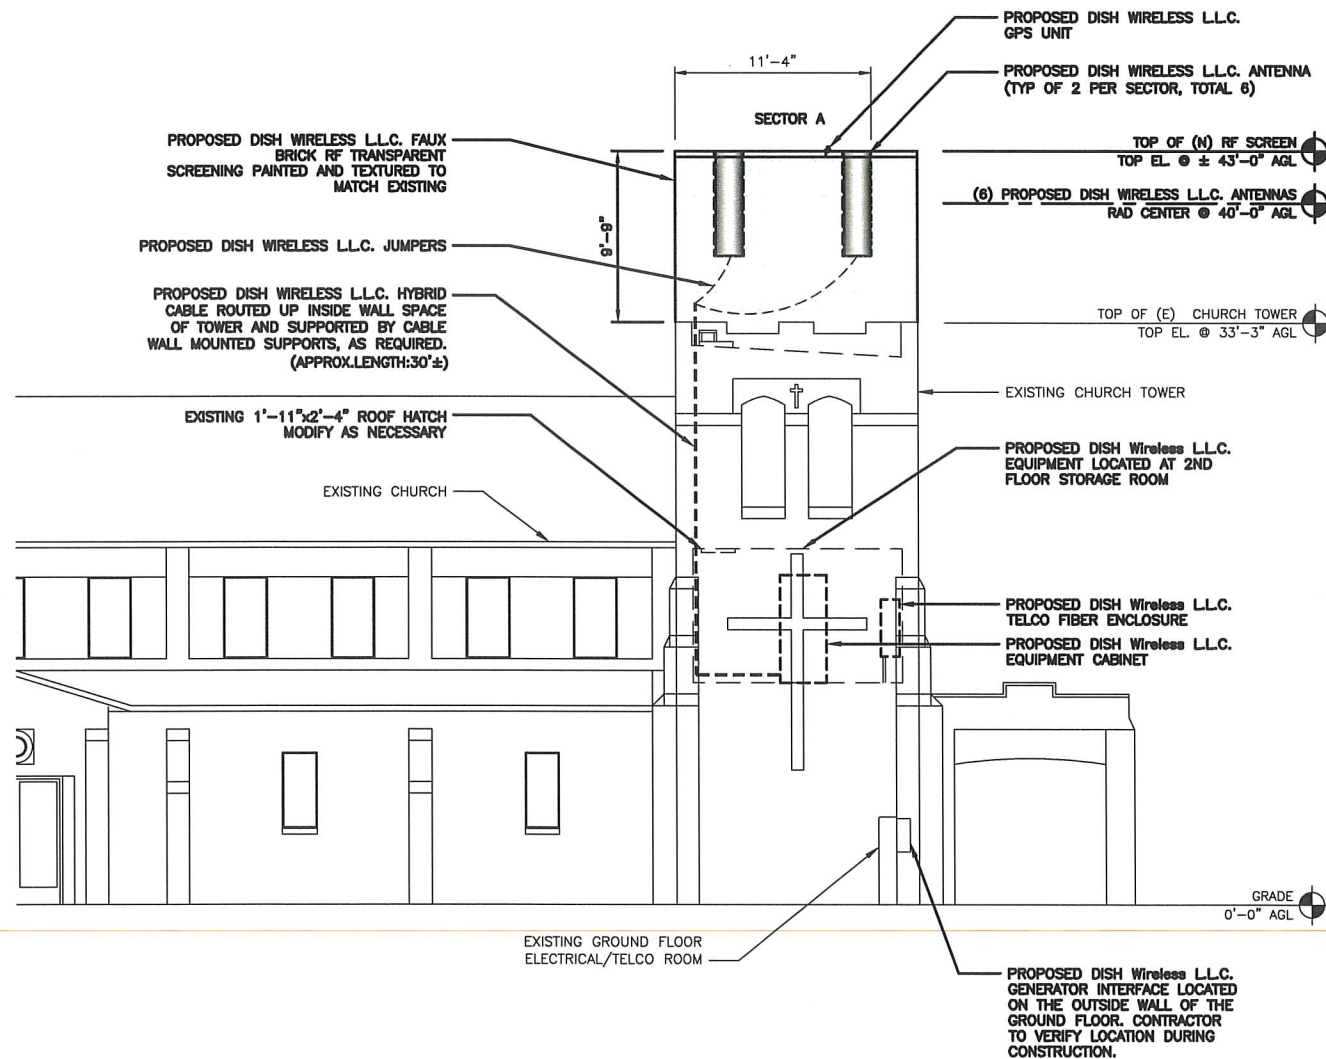 PROPOSED DISH WIRELESS L.L.C.
GPS UNIT
11'-4"
PROPOSED DISH WIRELESS L.L.C. ANTENNA
(TYP OF 2 PER SECTOR, TOTAL 6)
SECTOR A
PROPOSED DISH WIRELESS L.L.C. FAUX
BRICK RF TRANSPARENT
SCREENING PAINTED AND TEXTURED TO
MATCH EXISTING
TOP OF (N) RF SCREEN
TOP EL. @ ± 43'-0" AGL
(6) PROPOSED DISH WIRELESS L.L.C. ANTENNAS
RAD CENTER @ 40'-0" AGL
9'-9"
PROPOSED DISH WIRELESS L.L.C. JUMPERS
PROPOSED DISH WIRELESS L.L.C. HYBRID
CABLE ROUTED UP INSIDE WALL SPACE
OF TOWER AND SUPPORTED BY CABLE
WALL MOUNTED SUPPORTS, AS REQUIRED.
(APPROX.LENGTH:30'±)
TOP OF (E) CHURCH TOWER
TOP EL. @ 33'-3" AGL
EXISTING CHURCH TOWER
EXISTING 1'-11"x2'-4" ROOF HATCH
MODIFY AS NECESSARY
PROPOSED DISH Wireless L.L.C.
EQUIPMENT LOCATED AT 2ND
FLOOR STORAGE ROOM
EXISTING CHURCH
PROPOSED DISH Wireless L.L.C.
TELCO FIBER ENCLOSURE
PROPOSED DISH Wireless L.L.C.
EQUIPMENT CABINET
GRADE
0'-0" AGL
EXISTING GROUND FLOOR
ELECTRICAL/TELCO ROOM
PROPOSED DISH Wireless L.L.C.
GENERATOR INTERFACE LOCATED
ON THE OUTSIDE WALL OF THE
GROUND FLOOR. CONTRACTOR
TO VERIFY LOCATION DURING
CONSTRUCTION.